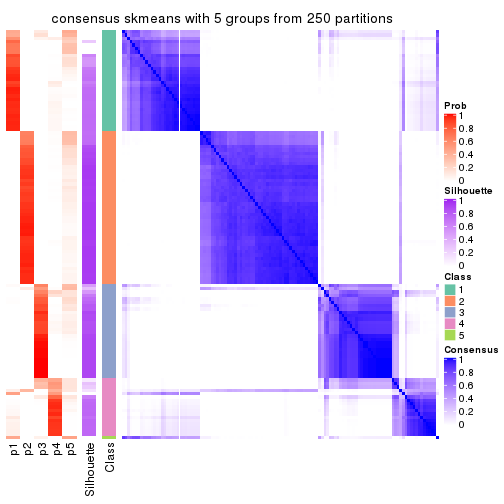 consensus skmeans with 5 groups from 250 partitions
Prob
1
0.8
0.6
0.4
0.2
0
Silhouette
1
0.8
0.6
0.4
0.2
0
Class
1
2
3
4
5
Consensus
1
0.8
0.6
0.4
0.2
0
p1
p2
p3
p4
p5
Silhouette
Class